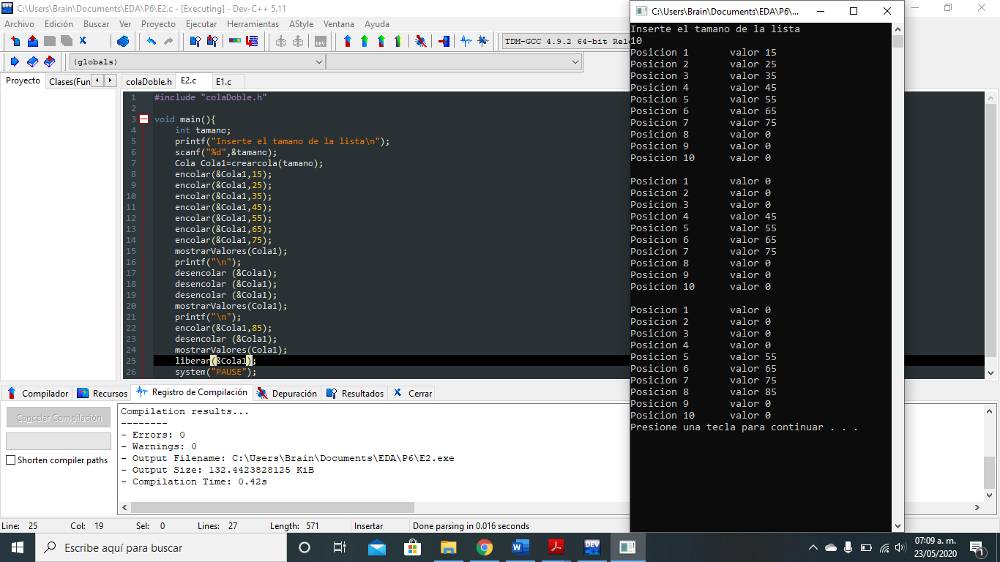 C:\Users\Brain\Documents\EDA\P6\E2.c - [Executing] - Dev-C++ 5.11
Archivo Edición Buscar Ver Proyecto Ejecutar Herramientas AStyle Ventana Ayuda
TDM-GCC 4.9.2 64-bit Rele
(globals)
Proyecto Clases(Fun
colaDoble.h E2.c E1.c
1 #include "colaDoble.h"
2
3 void main(){
4 int tamano;
5 printf("Inserte el tamano de la lista\n");
6 scanf("%d",&tamano);
7 Cola Cola1=crearcola(tamano);
8 encolar(&Cola1,15);
9 encolar(&Cola1,25);
10 encolar(&Cola1,35);
11 encolar(&Cola1,45);
12 encolar(&Cola1,55);
13 encolar(&Cola1,65);
14 encolar(&Cola1,75);
15 mostrarValores(Cola1);
16 printf("\n");
17 desencolar (&Cola1);
18 desencolar (&Cola1);
19 desencolar (&Cola1);
20 mostrarValores(Cola1);
21 printf("\n");
22 encolar(&Cola1,85);
23 desencolar (&Cola1);
24 mostrarValores(Cola1);
25 liberar(&Cola1);
26 system("PAUSE");
Compilador Recursos Registro de Compilación Depuración Resultados Cerrar
Cancelar Compilación
Shorten compiler paths
Compilation results...
--------
- Errors: 0
- Warnings: 0
- Output Filename: C:\Users\Brain\Documents\EDA\P6\E2.exe
- Output Size: 132.4423828125 KiB
- Compilation Time: 0.42s
Line: 25 Col: 19 Sel: 0 Lines: 27 Length: 571 Insertar Done parsing in 0.016 seconds
C:\Users\Brain\Documents\EDA\P6\...
Inserte el tamano de la lista
10
Posicion 1 valor 15
Posicion 2 valor 25
Posicion 3 valor 35
Posicion 4 valor 45
Posicion 5 valor 55
Posicion 6 valor 65
Posicion 7 valor 75
Posicion 8 valor 0
Posicion 9 valor 0
Posicion 10 valor 0
Posicion 1 valor 0
Posicion 2 valor 0
Posicion 3 valor 0
Posicion 4 valor 45
Posicion 5 valor 55
Posicion 6 valor 65
Posicion 7 valor 75
Posicion 8 valor 0
Posicion 9 valor 0
Posicion 10 valor 0
Posicion 1 valor 0
Posicion 2 valor 0
Posicion 3 valor 0
Posicion 4 valor 0
Posicion 5 valor 55
Posicion 6 valor 65
Posicion 7 valor 75
Posicion 8 valor 85
Posicion 9 valor 0
Posicion 10 valor 0
Presione una tecla para continuar . . .
Escribe aquí para buscar
07:09 a. m.
23/05/2020
1